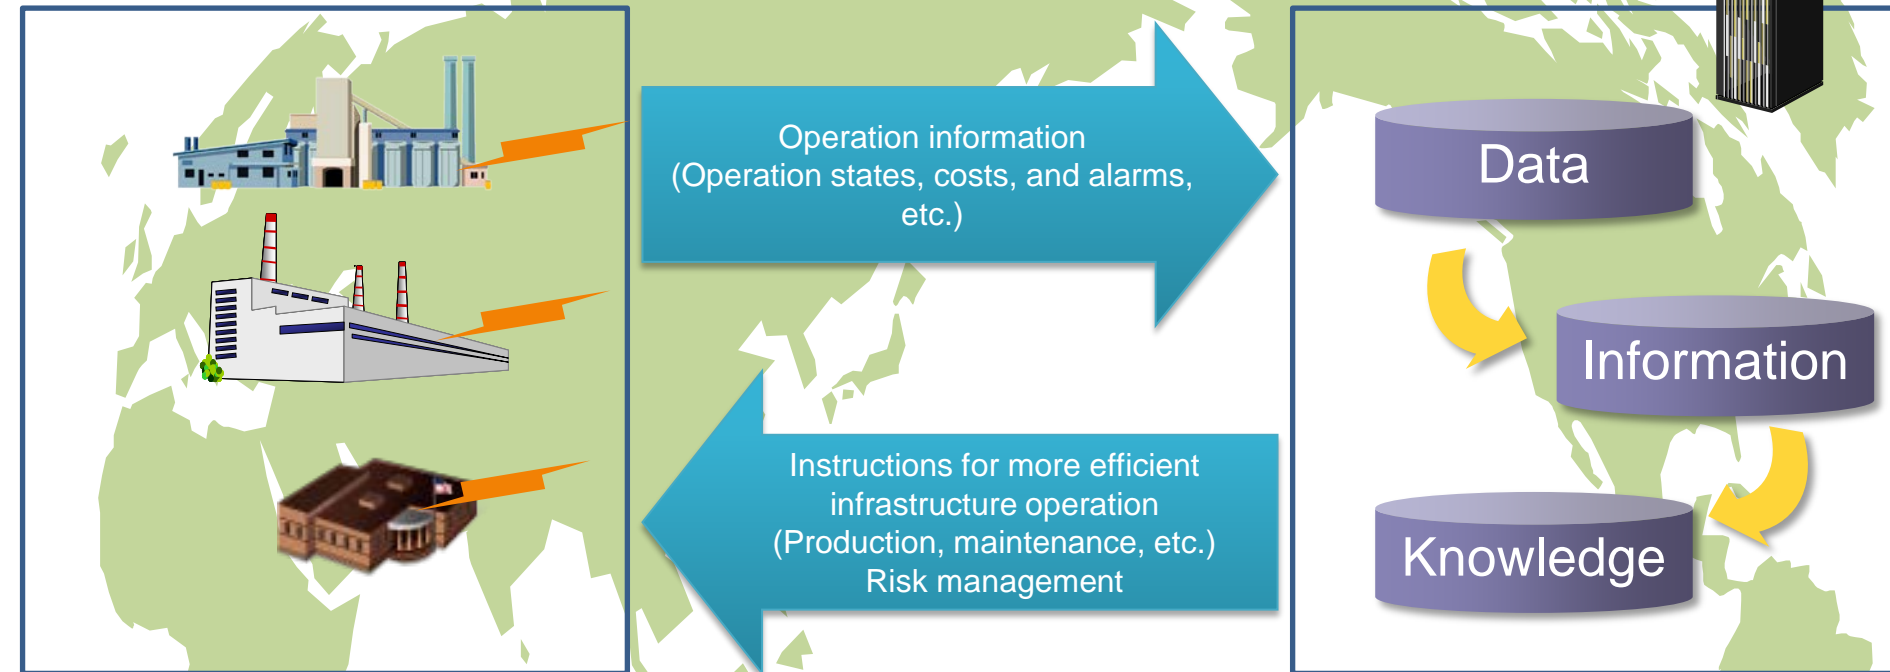 Operation information
(Operation states, costs, and alarms,
etc.)
Data
Information
Instructions for more efficient
infrastructure operation
(Production, maintenance, etc.)
Risk management
Knowledge